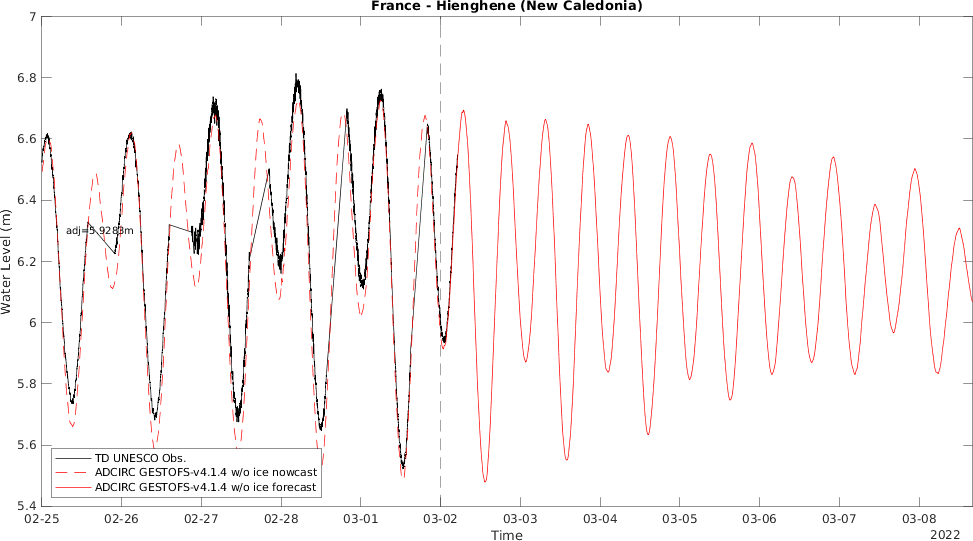 France - Hienghene (New Caledonia)
7
6.8
6.6
6.4
6.2
6
5.8
5.6
5.4
Water Level (m)
adj=5.9283m
TD UNESCO Obs.
ADCIRC GESTOFS-v4.1.4 w/o ice nowcast
ADCIRC GESTOFS-v4.1.4 w/o ice forecast
02-25 02-26 02-27 02-28 03-01 03-02 03-03 03-04 03-05 03-06 03-07 03-08
Time
2022